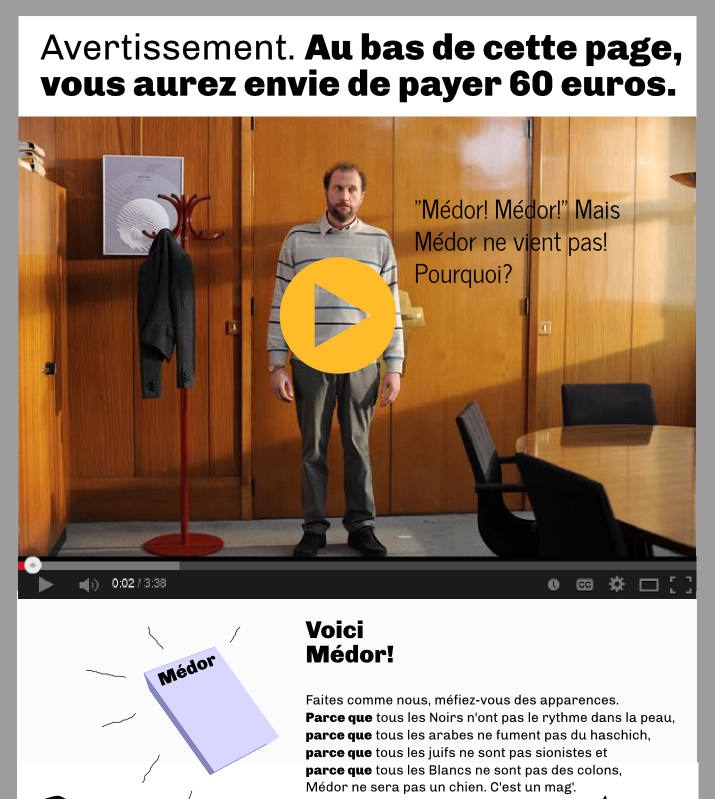 Avertissement. Au bas de cette page,
vous aurez envie de payer 60 euros.
"Médor! Médor!" Mais
Médor ne vient pas!
Pourquoi?
0:02 / 3:38
CC
Médor
Voici
Médor!
Faites comme nous, méfiez-vous des apparences.
Parce que tous les Noirs n'ont pas le rythme dans la peau,
parce que tous les arabes ne fument pas du haschich,
parce que tous les juifs ne sont pas sionistes et
parce que tous les Blancs ne sont pas des colons,
Médor ne sera pas un chien. C'est un mag'.